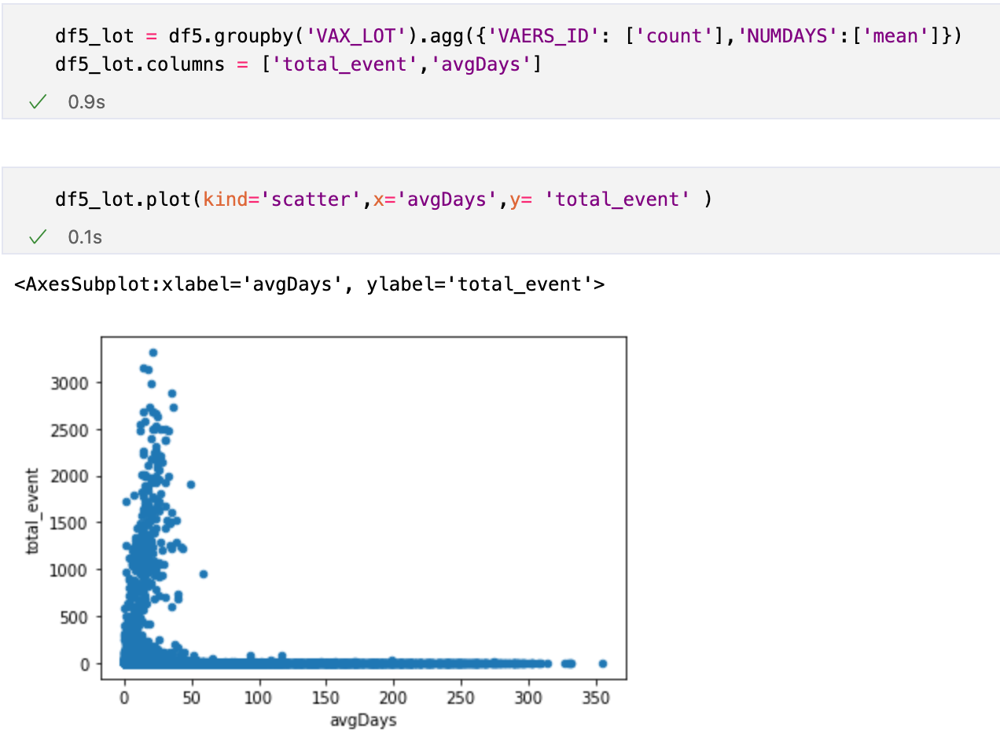 df5_lot = df5.groupby('VAX_LOT').agg({'VAERS_ID': ['count'],'NUMDAYS':['mean']})
df5_lot.columns = ['total_event','avgDays']
✓ 0.9s
df5_lot.plot(kind='scatter',x='avgDays',y= 'total_event' )
✓ 0.1s
<AxesSubplot:xlabel='avgDays', ylabel='total_event'>
3000
2500
2000
1500
1000
500
0
total_event
0 50 100 150 200 250 300 350
avgDays